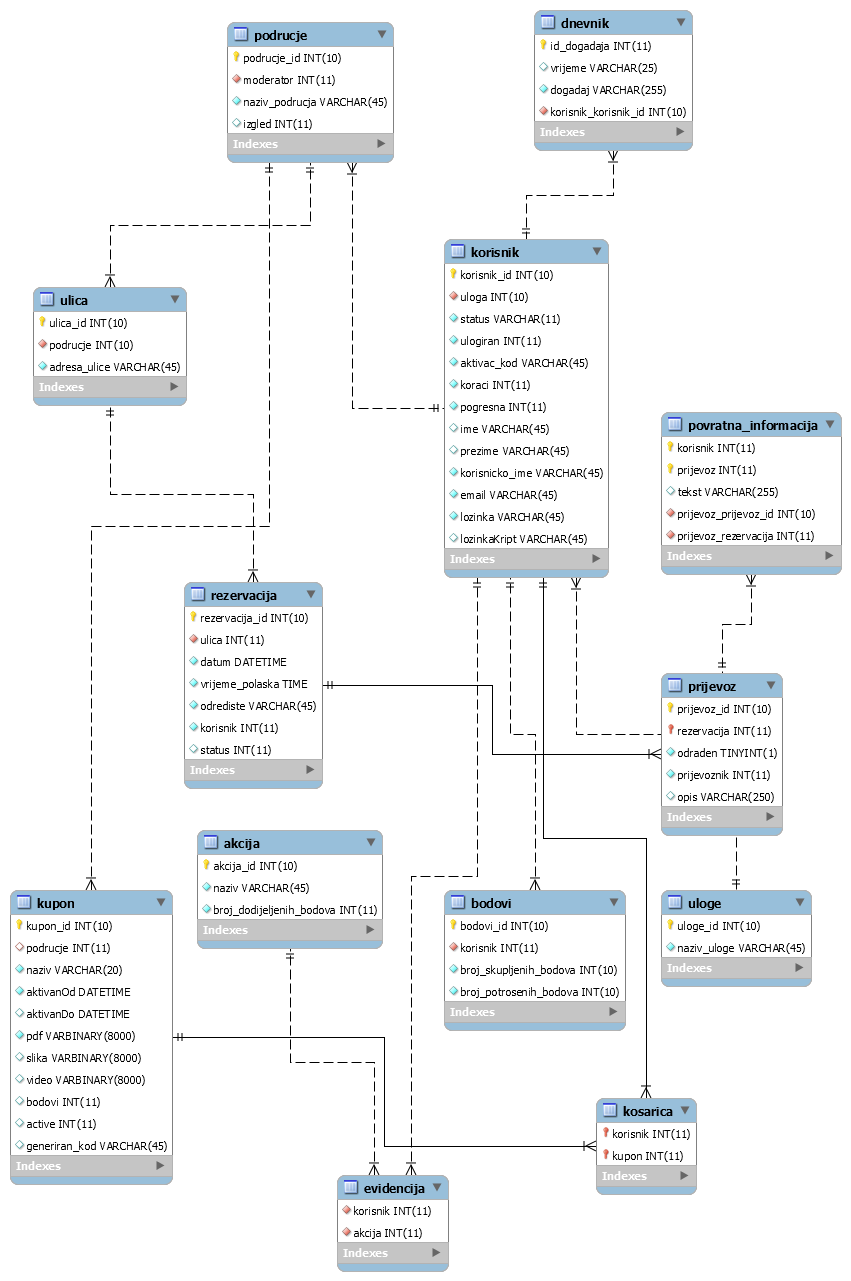 podrucje
podrucje_id INT(10)
moderator INT(11)
naziv_podrucja VARCHAR(45)
izgled INT(11)
Indexes
dnevnik
id_dogadaja INT(11)
vrijeme VARCHAR(25)
dogadaj VARCHAR(255)
korisnik_korisnik_id INT(10)
Indexes
korisnik
korisnik_id INT(10)
uloga INT(10)
status VARCHAR(11)
ulogiran INT(11)
aktivac_kod VARCHAR(45)
koraci INT(11)
pogresna INT(11)
ime VARCHAR(45)
prezime VARCHAR(45)
korisnicko_ime VARCHAR(45)
email VARCHAR(45)
lozinka VARCHAR(45)
lozinkaKript VARCHAR(45)
Indexes
ulica
ulica_id INT(10)
podrucje INT(10)
adresa_ulice VARCHAR(45)
Indexes
povratna_informacija
korisnik INT(11)
prijevoz INT(11)
tekst VARCHAR(255)
prijevoz_prijevoz_id INT(10)
prijevoz_rezervacija INT(11)
Indexes
rezervacija
rezervacija_id INT(10)
ulica INT(11)
datum DATETIME
vrijeme_polaska TIME
odrediste VARCHAR(45)
korisnik INT(11)
status INT(11)
Indexes
prijevoz
prijevoz_id INT(10)
rezervacija INT(11)
odraden TINYINT(1)
prijevoznik INT(11)
opis VARCHAR(250)
Indexes
akcija
akcija_id INT(10)
naziv VARCHAR(45)
broj_dodijeljenih_bodova INT(11)
Indexes
kupon
kupon_id INT(10)
podrucje INT(11)
naziv VARCHAR(20)
aktivanOd DATETIME
aktivanDo DATETIME
pdf VARBINARY(8000)
slika VARBINARY(8000)
video VARBINARY(8000)
bodovi INT(11)
active INT(11)
generiran_kod VARCHAR(45)
Indexes
bodovi
bodovi_id INT(10)
korisnik INT(11)
broj_skupljenih_bodova INT(10)
broj_potrosenih_bodova INT(10)
Indexes
uloge
uloge_id INT(10)
naziv_uloge VARCHAR(45)
Indexes
kosarica
korisnik INT(11)
kupon INT(11)
Indexes
evidencija
korisnik INT(11)
akcija INT(11)
Indexes